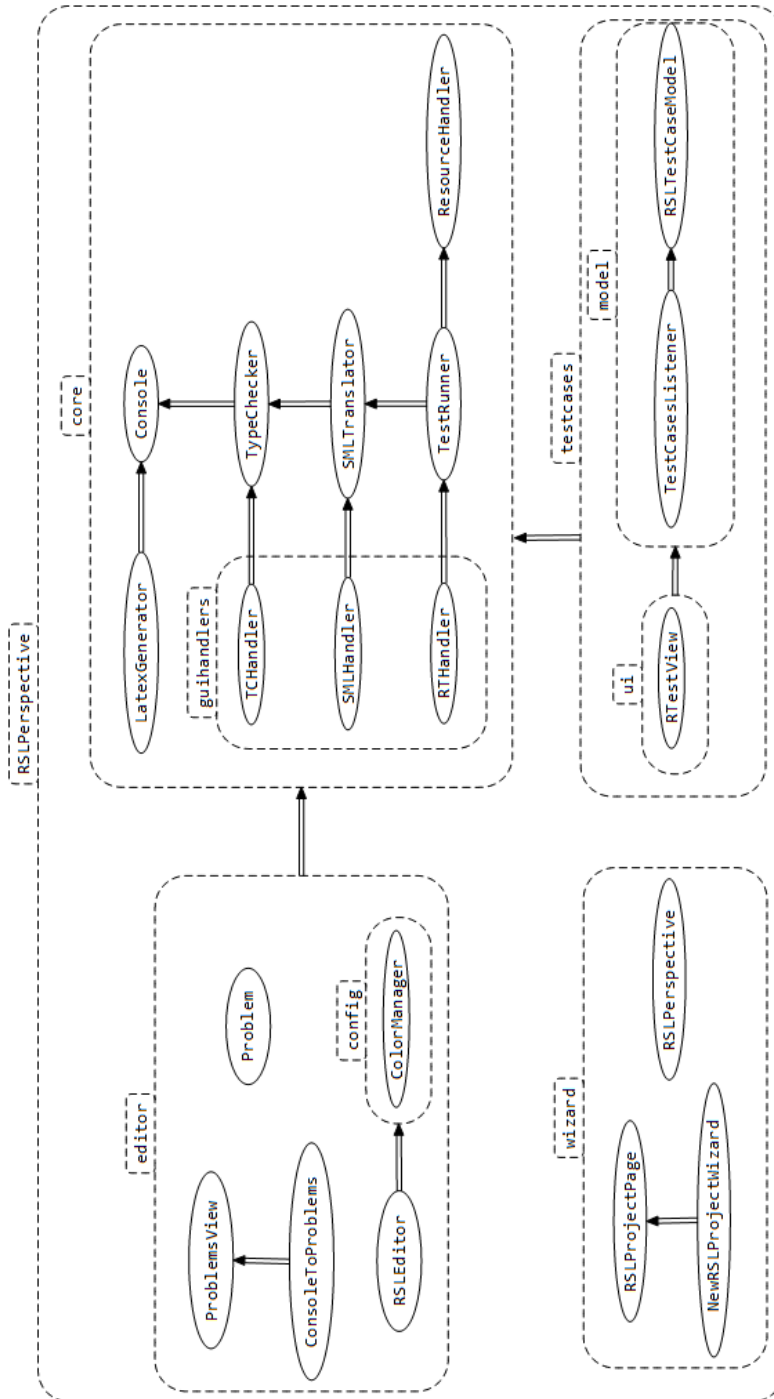 RSLPerspective
editor
ProblemsView
ConsoleToProblems
Problem
RSLEditor
config
ColorManager
core
LatexGenerator
Console
guihandlers
TCHandler
TypeChecker
SMLHandler
SMLTranslator
RTHandler
TestRunner
ResourceHandler
wizard
RSLProjectPage
NewRSLProjectWizard
RSLPerspective
testcases
ui
RTestView
model
TestCasesListener
RSLTestCaseModel